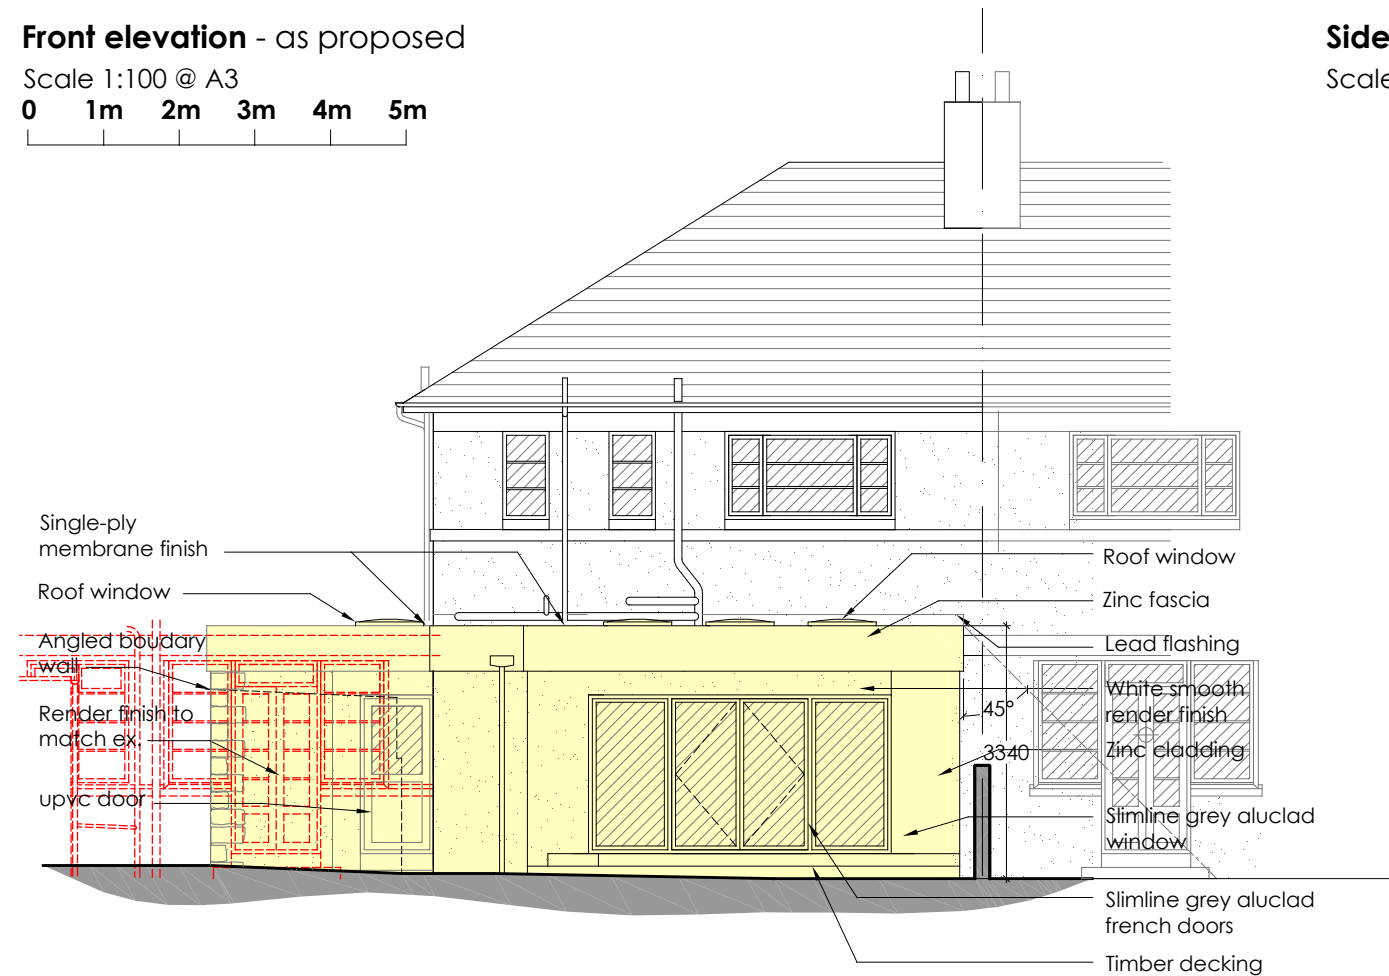 Front elevation - as proposed
Side
Scale 1:100 @ A3
Scale
0 1m 2m 3m 4m 5m
Single-ply
membrane finish
Roof window
Angled boudary
wall
Render finish to
match ex.
upvc door
Roof window
Zinc fascia
Lead flashing
White smooth
render finish
45°
3340
Zinc cladding
Slimline grey aluclad
window
Slimline grey aluclad
french doors
Timber decking